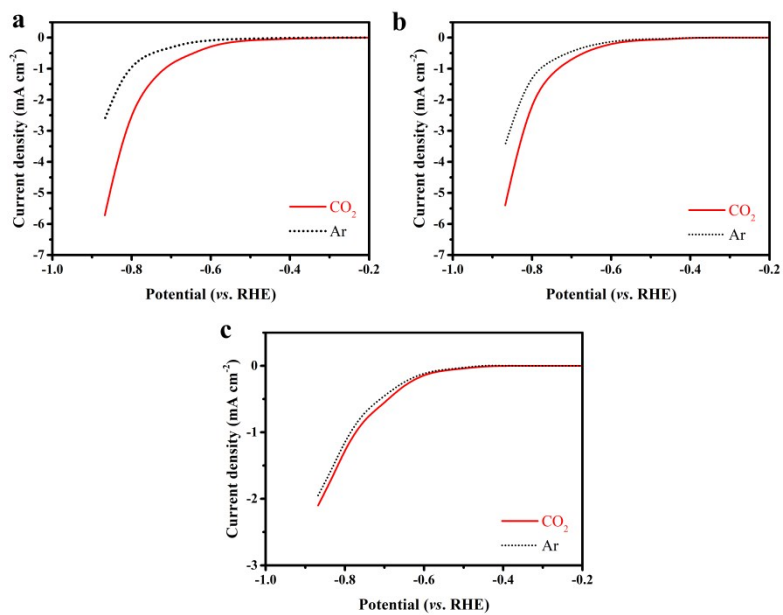 a
0
-1
-2
-3
-4
-5
-6
-7
Current density (mA cm⁻²)
CO₂
Ar
-1.0 -0.8 -0.6 -0.4 -0.2
Potential (vs. RHE)
b
0
-1
-2
-3
-4
-5
-6
-7
Current density (mA cm⁻²)
CO₂
Ar
-1.0 -0.8 -0.6 -0.4 -0.2
Potential (vs. RHE)
c
0
-1
-2
-3
Current density (mA cm⁻²)
CO₂
Ar
-1.0 -0.8 -0.6 -0.4 -0.2
Potential (vs. RHE)